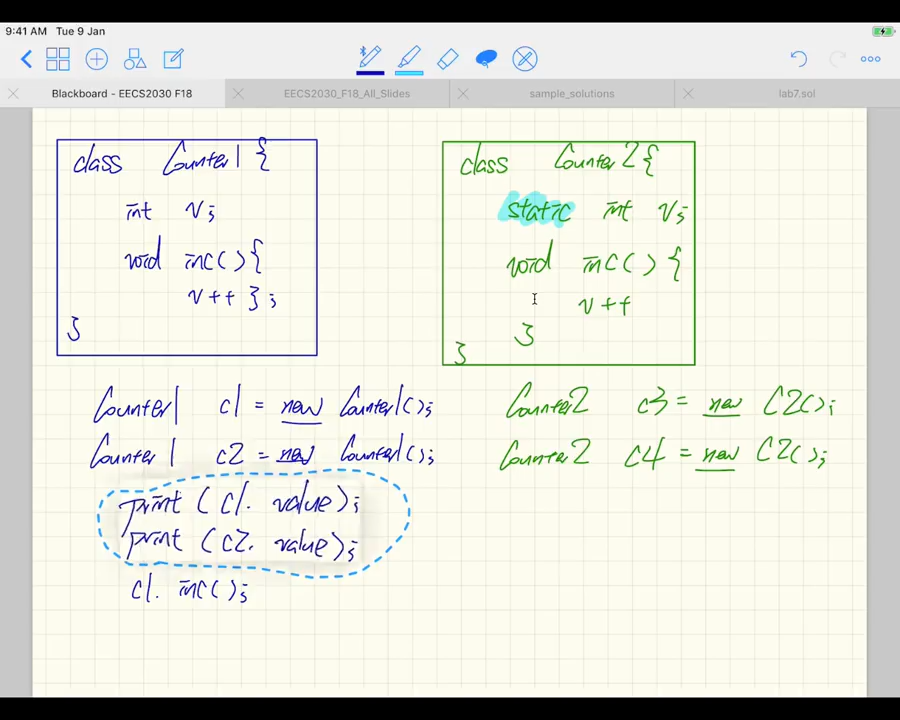 9:41 AM Tue 9 Jan
Blackboard - EECS2030 F18
EECS2030_F18_All_Slides
sample_solutions
lab7.sol
class Counter1 {
int v;
void inc() {
v++ } ;
}
class Counter2 {
static int v;
void inc() {
v++
}
}
Counter1 c1 = new Counter1();
Counter1 c2 = new Counter1();
print (c1. value);
print (c2. value);
c1. inc();
Counter2 c3 = new C2();
Counter2 c4 = new C2();